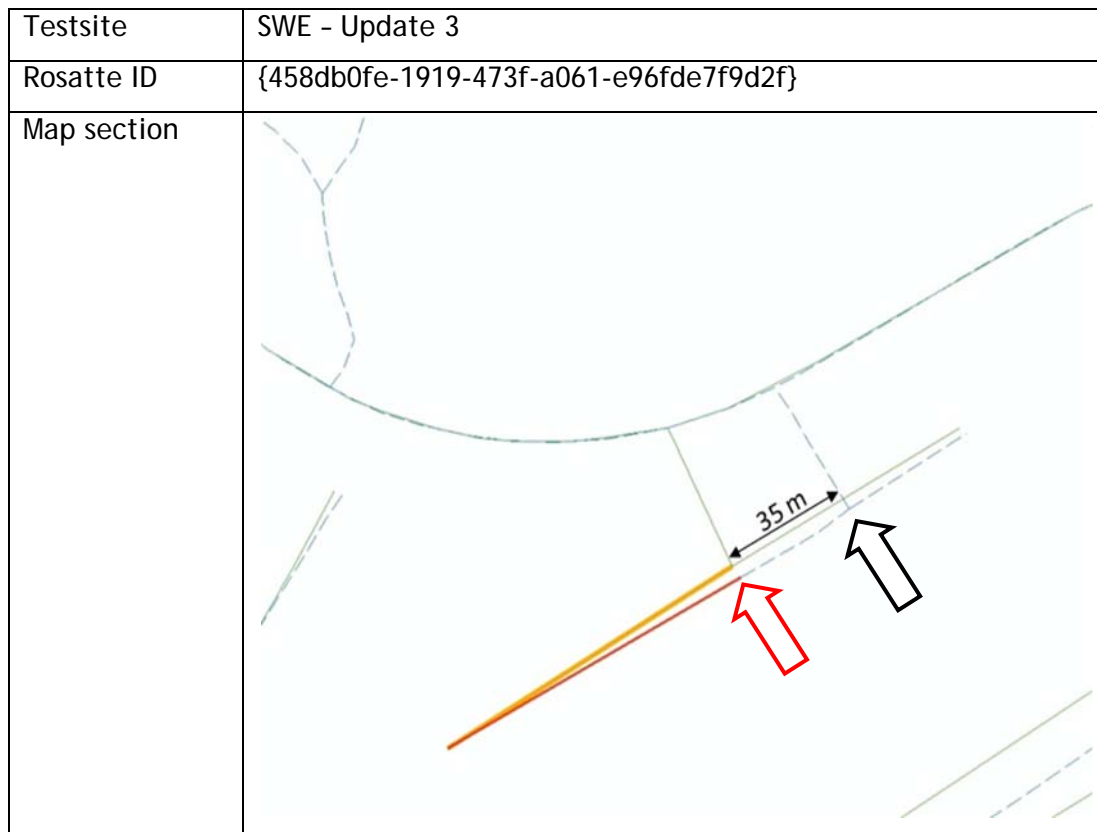 Testsite SWE – Update 3
Rosatte ID {458db0fe-1919-473f-a061-e96fde7f9d2f}
Map section
35 m